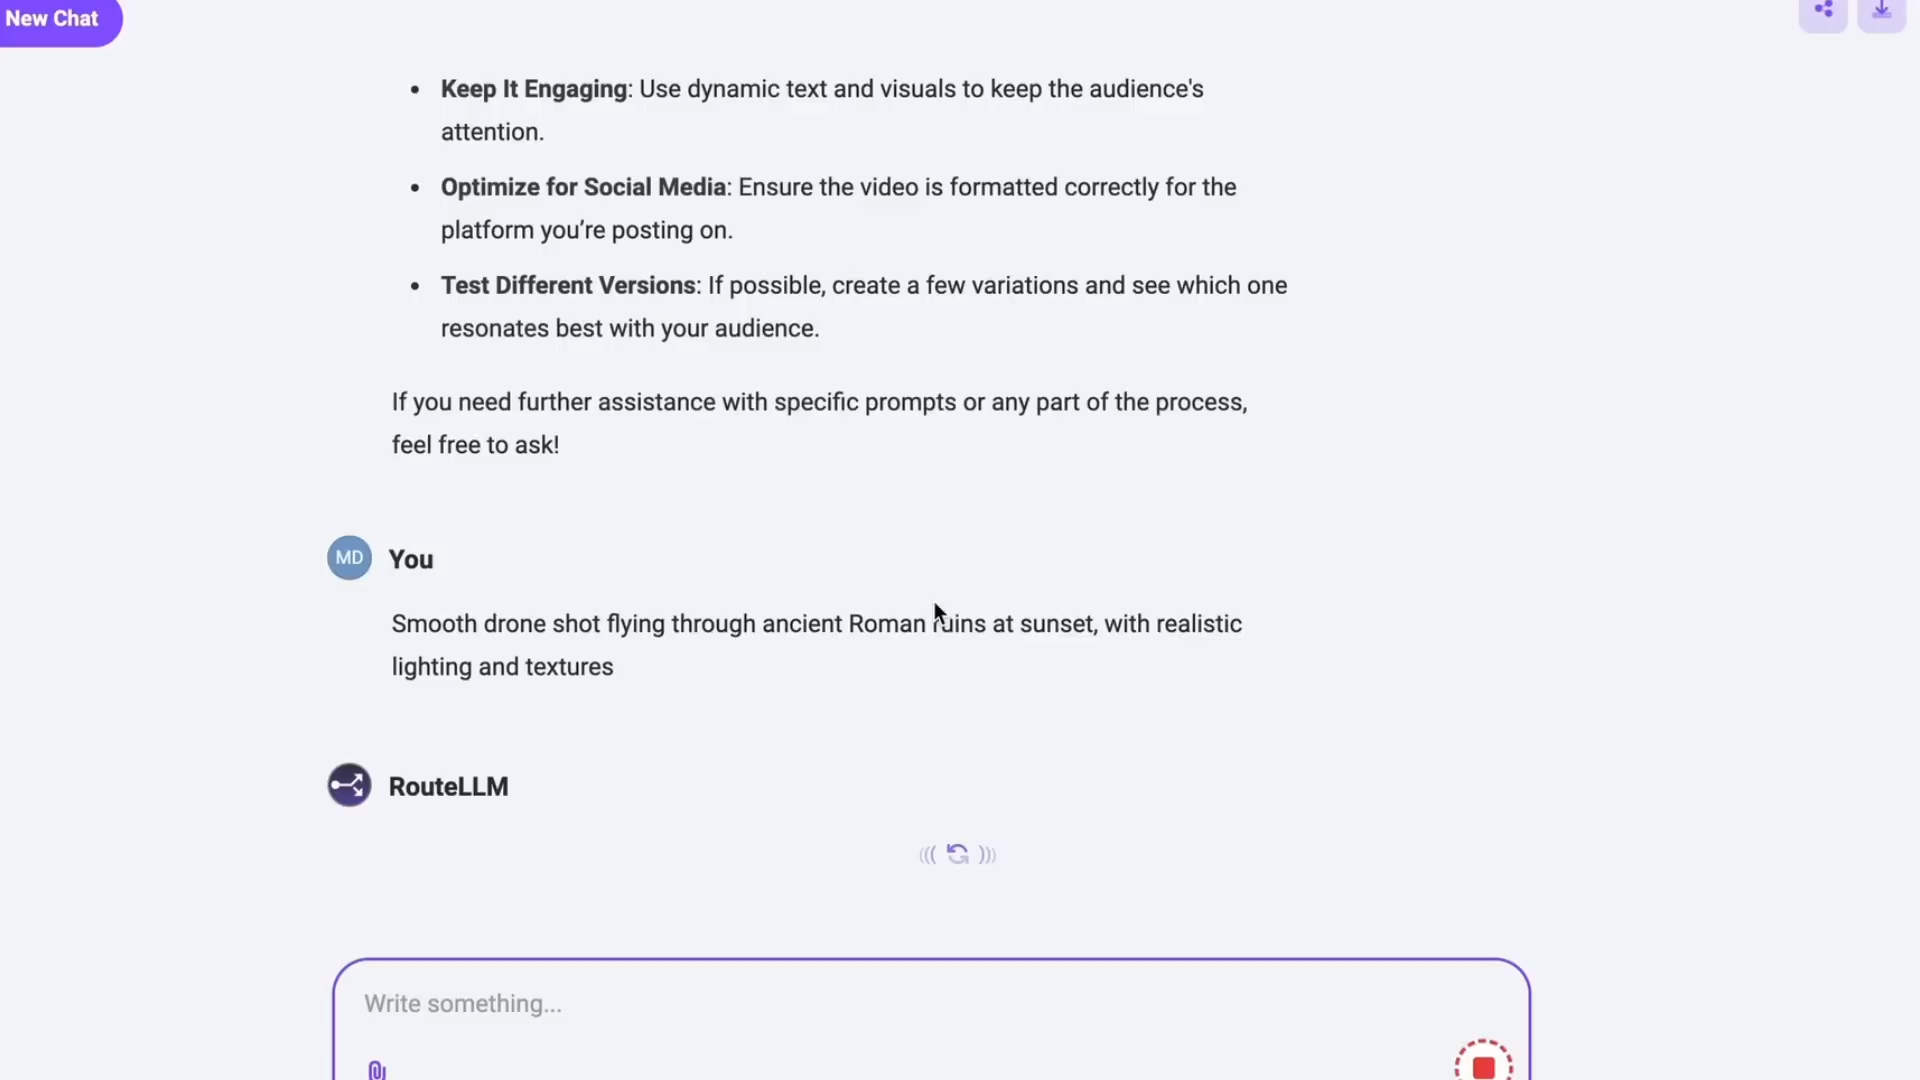 New Chat
• Keep It Engaging: Use dynamic text and visuals to keep the audience's
attention.
• Optimize for Social Media: Ensure the video is formatted correctly for the
platform you’re posting on.
• Test Different Versions: If possible, create a few variations and see which one
resonates best with your audience.
If you need further assistance with specific prompts or any part of the process,
feel free to ask!
MD You
Smooth drone shot flying through ancient Roman ruins at sunset, with realistic
lighting and textures
RouteLLM
Write something...